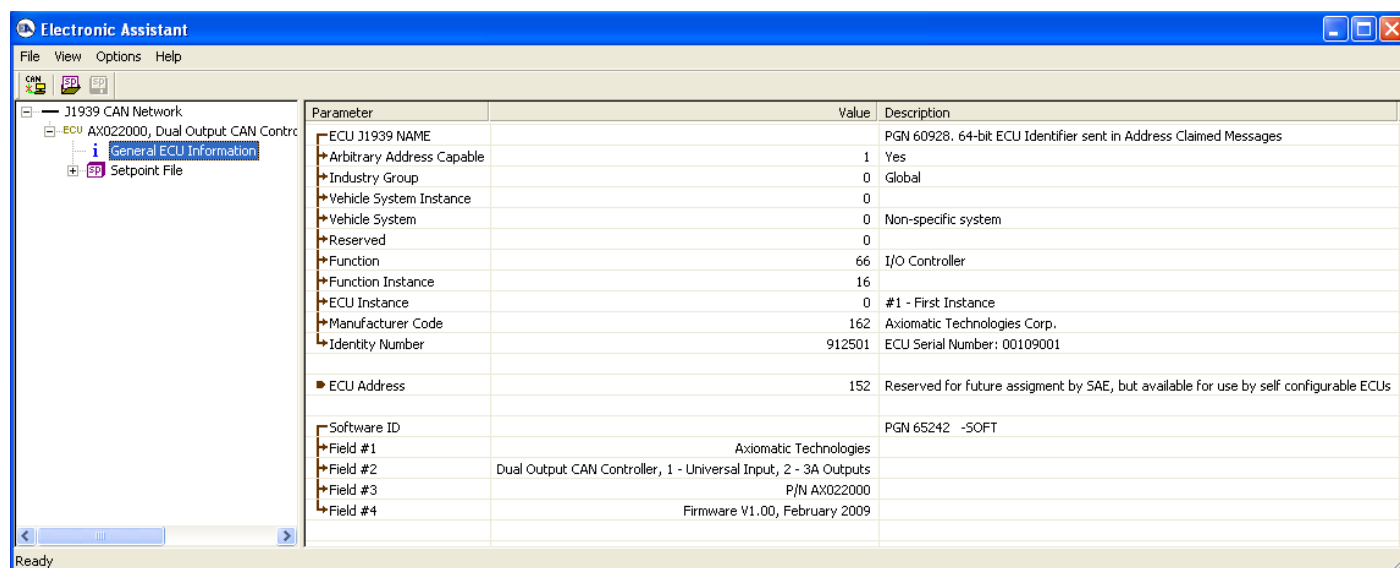 Electronic Assistant
File View Options Help
CAN SP SP
J1939 CAN Network
ECU AX022000, Dual Output CAN Contrc
i General ECU Information
SP Setpoint File
Parameter Value Description
ECU J1939 NAME PGN 60928. 64-bit ECU Identifier sent in Address Claimed Messages
Arbitrary Address Capable 1 Yes
Industry Group 0 Global
Vehicle System Instance 0
Vehicle System 0 Non-specific system
Reserved 0
Function 66 I/O Controller
Function Instance 16
ECU Instance 0 #1 - First Instance
Manufacturer Code 162 Axiomatic Technologies Corp.
Identity Number 912501 ECU Serial Number: 00109001
ECU Address 152 Reserved for future assigment by SAE, but available for use by self configurable ECUs
Software ID PGN 65242 -SOFT
Field #1 Axiomatic Technologies
Field #2 Dual Output CAN Controller, 1 - Universal Input, 2 - 3A Outputs
Field #3 P/N AX022000
Field #4 Firmware V1.00, February 2009
Ready